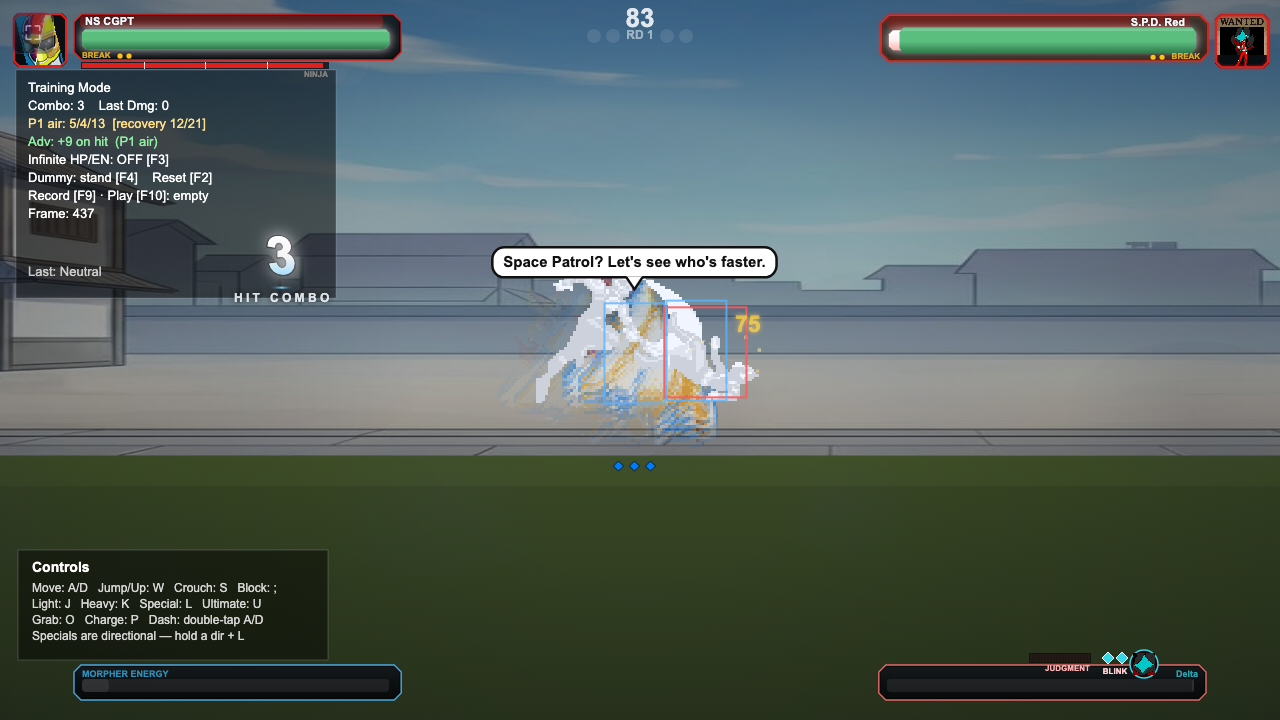 NS CGPT
83
RD 1
S.P.D. Red
WANTED
BREAK
BREAK
NINJA
Training Mode
Combo: 3    Last Dmg: 0
P1 air: 5/4/13  [recovery 12/21]
Adv: +9 on hit  (P1 air)
Infinite HP/EN: OFF [F3]
Dummy: stand [F4]    Reset [F2]
Record [F9] · Play [F10]: empty
Frame: 437
Last: Neutral
3
HIT COMBO
Space Patrol? Let's see who's faster.
75
Controls
Move: A/D   Jump/Up: W   Crouch: S   Block: ;
Light: J   Heavy: K   Special: L   Ultimate: U
Grab: O   Charge: P   Dash: double-tap A/D
Specials are directional — hold a dir + L
MORPHER ENERGY
JUDGMENT
BLINK
Delta